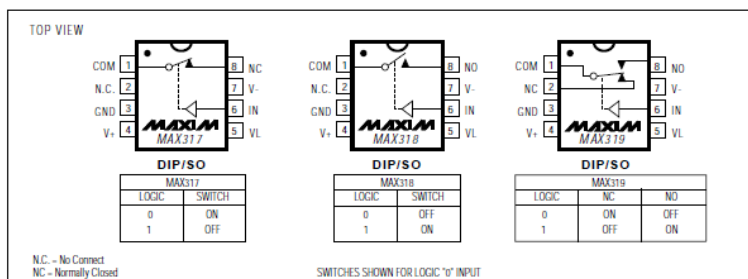 TOP VIEW
COM 1 8 NC
N.C. 2 7 V-
GND 3 6 IN
V+ 4 5 VL
MAXIM
MAX317
DIP/SO
COM 1 8 NO
N.C. 2 7 V-
GND 3 6 IN
V+ 4 5 VL
MAXIM
MAX318
DIP/SO
COM 1 8 NO
NC 2 7 V-
GND 3 6 IN
V+ 4 5 VL
MAXIM
MAX319
DIP/SO
MAX317
LOGIC SWITCH
0 ON
1 OFF
MAX318
LOGIC SWITCH
0 OFF
1 ON
MAX319
LOGIC NC NO
0 ON OFF
1 OFF ON
N.C. – No Connect
NC – Normally Closed
SWITCHES SHOWN FOR LOGIC "0" INPUT